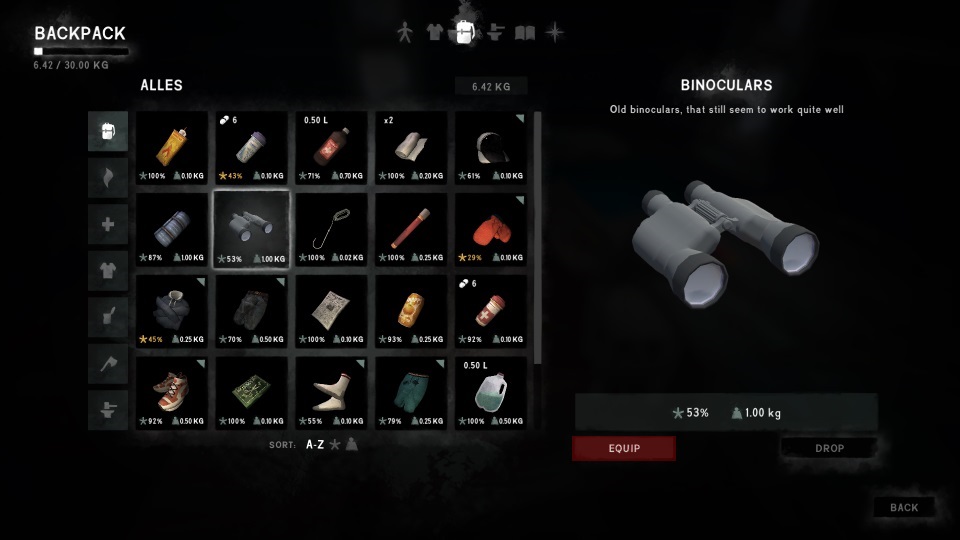 BACKPACK
6.42 / 30.00 KG
ALLES
6.42 KG
BINOCULARS
Old binoculars, that still seem to work quite well
6
0.50 L
x2
100% 0.10 KG
43% 0.10 KG
71% 0.70 KG
100% 0.20 KG
61% 0.10 KG
87% 1.00 KG
53% 1.00 KG
100% 0.02 KG
100% 0.25 KG
29% 0.10 KG
6
45% 0.25 KG
70% 0.50 KG
100% 0.10 KG
93% 0.25 KG
92% 0.10 KG
0.50 L
92% 0.50 KG
100% 0.10 KG
55% 0.10 KG
79% 0.25 KG
100% 0.50 KG
53% 1.00 kg
SORT: A-Z
EQUIP
DROP
BACK